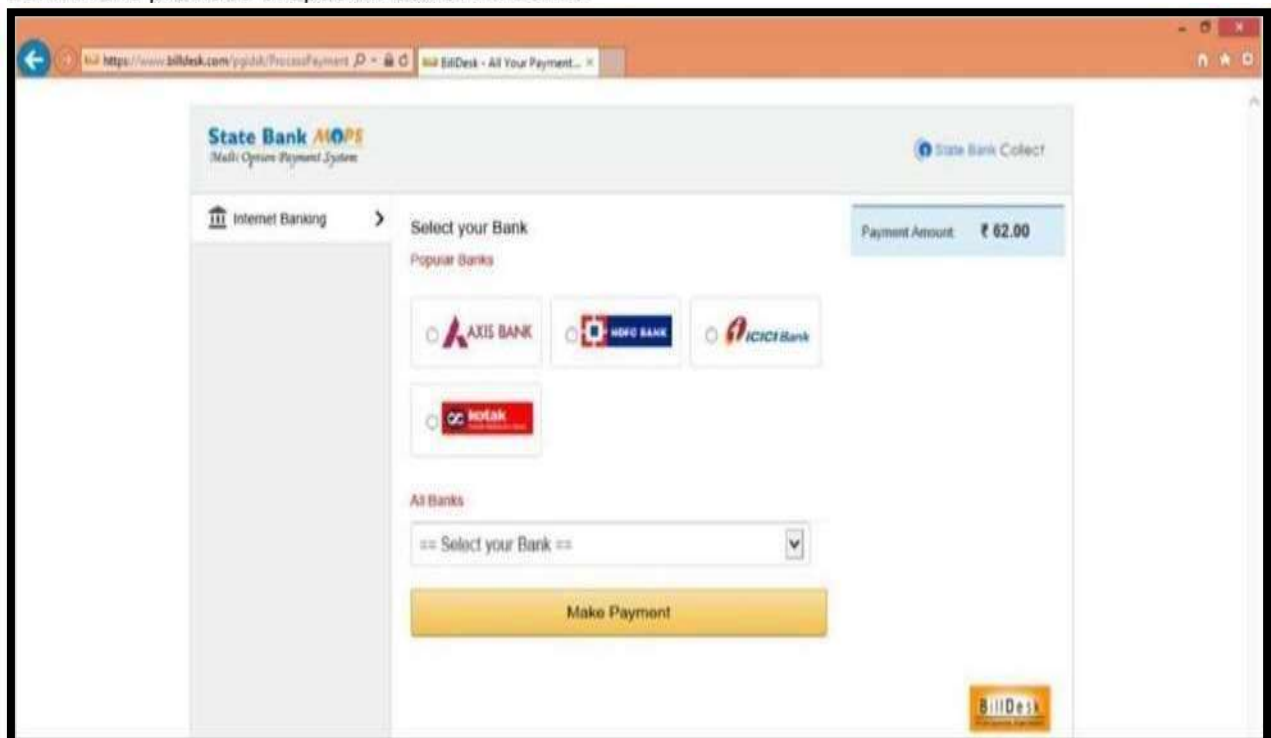 https://www.billdesk.com/pgidsk/ProcessPayment
BillDesk - All Your Payment... ×
State Bank MOPS
Multi Option Payment System
State Bank Collect
Internet Banking
Select your Bank
Popular Banks
Payment Amount: ₹ 62.00
AXIS BANK
HDFC BANK
ICICI Bank
kotak
All Banks
== Select your Bank ==
Make Payment
BillDesk